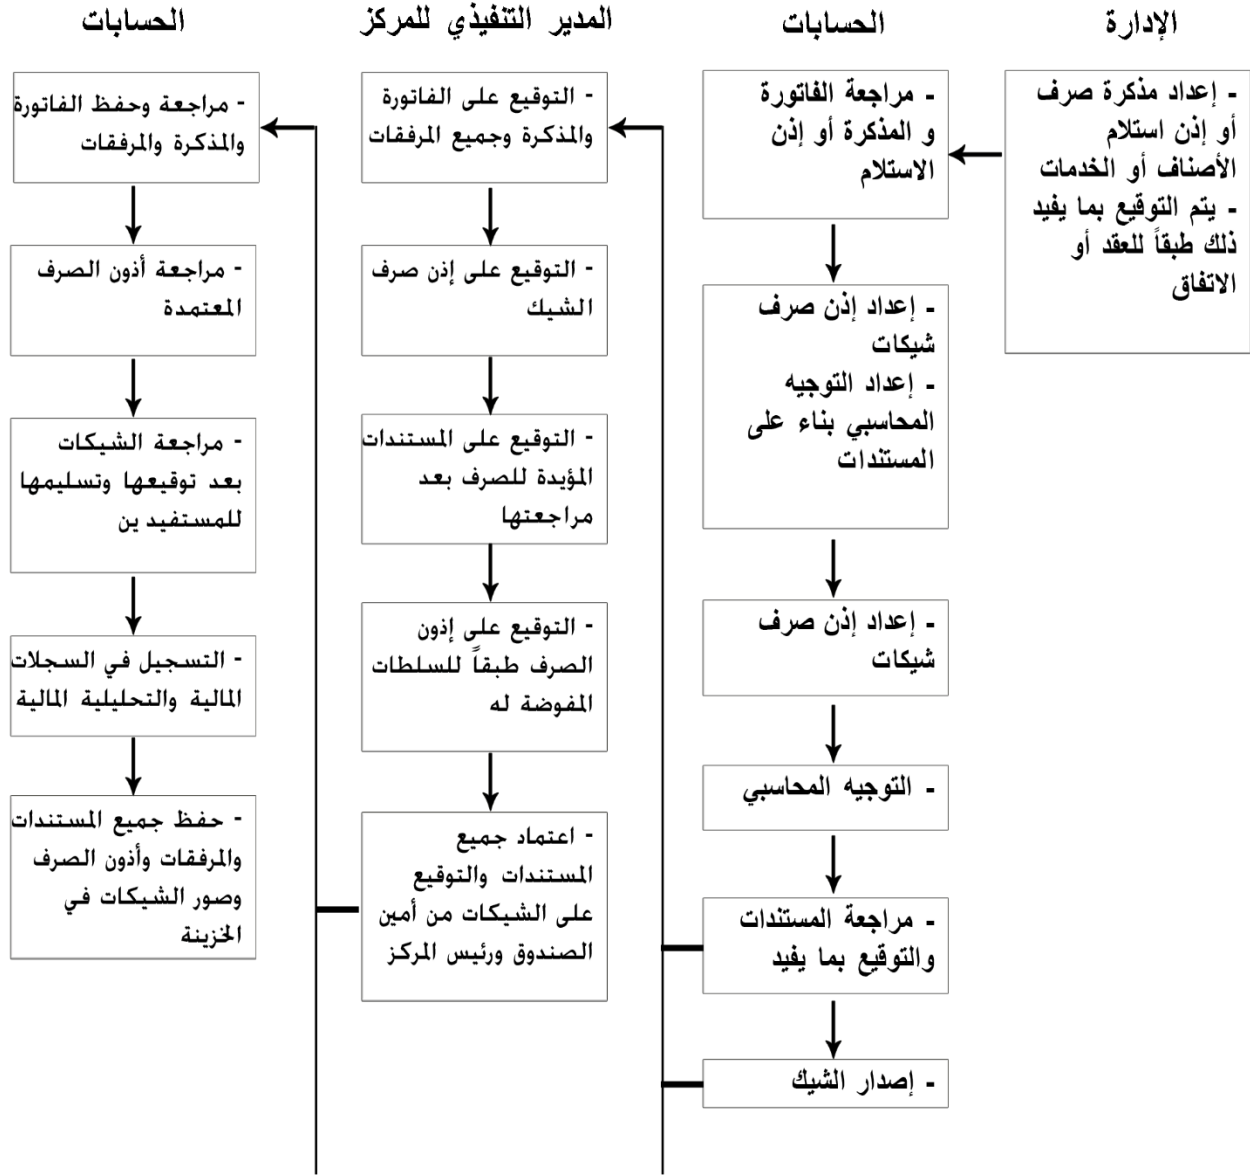 الإدارة
- إعداد مذكرة صرف
أو إذن استلام
الأصناف أو الخدمات
- يتم التوقيع بما يفيد
ذلك طبقاً للعقد أو
الاتفاق
الحسابات
- مراجعة الفاتورة
و المذكرة أو إذن
الاستلام
- إعداد إذن صرف
شيكات
- إعداد التوجيه
المحاسبي بناء على
المستندات
- إعداد إذن صرف
شيكات
- التوجيه المحاسبي
- مراجعة المستندات
والتوقيع بما يفيد
- إصدار الشيك
المدير التنفيذي للمركز
- التوقيع على الفاتورة
والمذكرة وجميع المرفقات
- التوقيع على إذن صرف
الشيك
- التوقيع على المستندات
المؤيدة للصرف بعد
مراجعتها
- التوقيع على إذون
الصرف طبقاً للسلطات
المفوضة له
- اعتماد جميع
المستندات والتوقيع
على الشيكات من أمين
الصندوق ورئيس المركز
الحسابات
- مراجعة وحفظ الفاتورة
والمذكرة والمرفقات
- مراجعة أذون الصرف
المعتمدة
- مراجعة الشيكات
بعد توقيعها وتسليمها
للمستفيد ين
- التسجيل في السجلات
المالية والتحليلية المالية
- حفظ جميع المستندات
والمرفقات وأذون الصرف
وصور الشيكات في
الخزينة